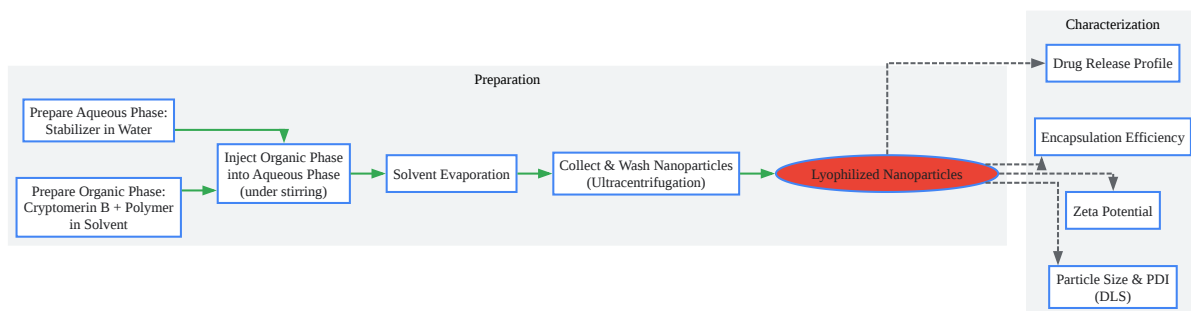 Preparation
Prepare Aqueous Phase:
Stabilizer in Water
Prepare Organic Phase:
Cryptomerin B + Polymer
in Solvent
Inject Organic Phase
into Aqueous Phase
(under stirring)
Solvent Evaporation
Collect & Wash Nanoparticles
(Ultracentrifugation)
Lyophilized Nanoparticles
Characterization
Drug Release Profile
Encapsulation Efficiency
Zeta Potential
Particle Size & PDI
(DLS)